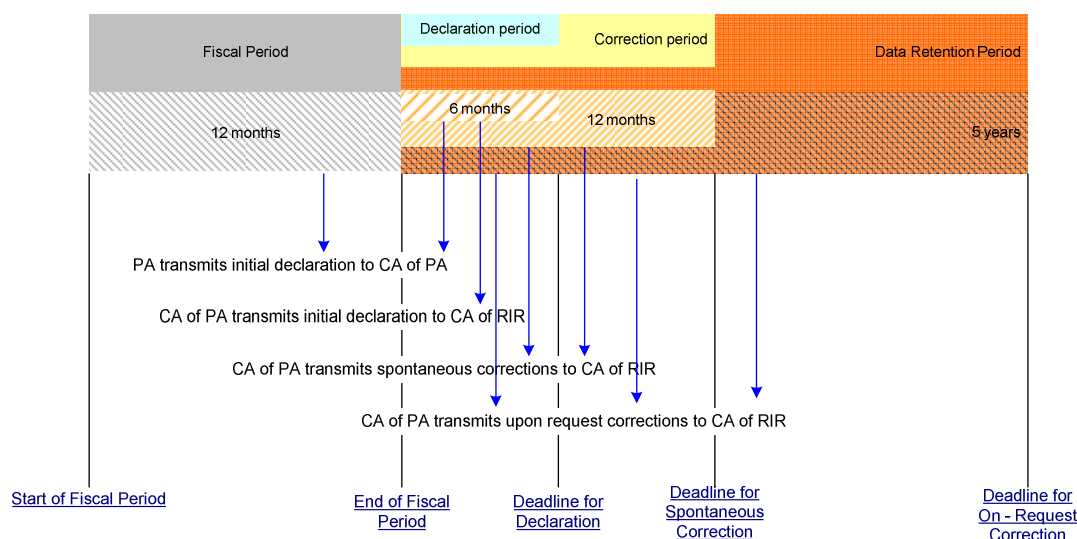 Fiscal Period
Declaration period
Correction period
Data Retention Period
12 months
6 months
12 months
5 years
PA transmits initial declaration to CA of PA
CA of PA transmits initial declaration to CA of RIR
CA of PA transmits spontaneous corrections to CA of RIR
CA of PA transmits upon request corrections to CA of RIR
Start of Fiscal Period
End of Fiscal
Period
Deadline for
Declaration
Deadline for
Spontaneous
Correction
Deadline for
On - Request
Correction